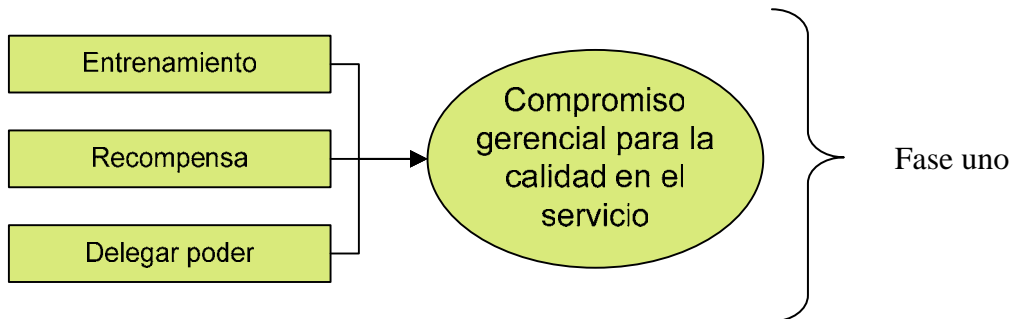 Entrenamiento
Recompensa
Delegar poder
Compromiso
gerencial para la
calidad en el
servicio
Fase uno